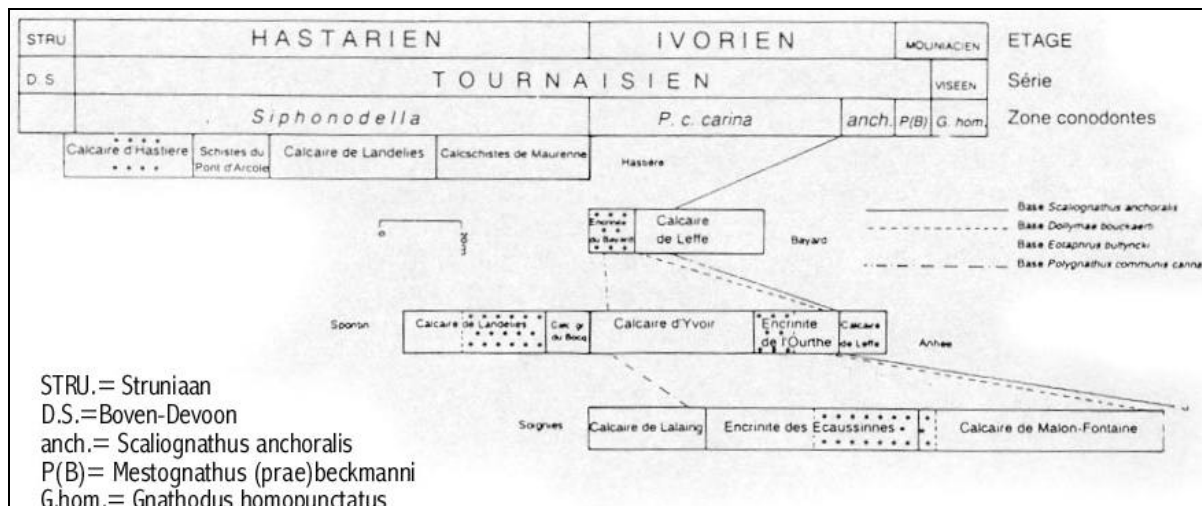 STRU HASTARIEN IVORIEN MOLINIACIEN ETAGE
D.S. TOURNAISIEN VISEEN Série
Siphonodella P. c. carina anch. P(B) G. hom. Zone conodontes
Calcaire d'Hastière Schistes du Pont d'Arcole Calcaire de Landelies Calcschistes de Maurenne Hastière
0 20m
Encrinite du Bayard Calcaire de Leffe Bayard
Base Scaliognathus anchoralis
Base Dollymae bouckaerti
Base Eotaphrus bultyncki
Base Polygnathus communis carina
Spontin Calcaire de Landelies Calc. gr. du Bocq Calcaire d'Yvoir Encrinite de l'Ourthe Calcaire de Leffe Anhée
Soignies Calcaire de Lalaing Encrinite des Ecaussinnes Calcaire de Malon-Fontaine
STRU.= Struniaan
D.S.=Boven-Devoon
anch.= Scaliognathus anchoralis
P(B)= Mestognathus (prae)beckmanni
G.hom.= Gnathodus homopunctatus